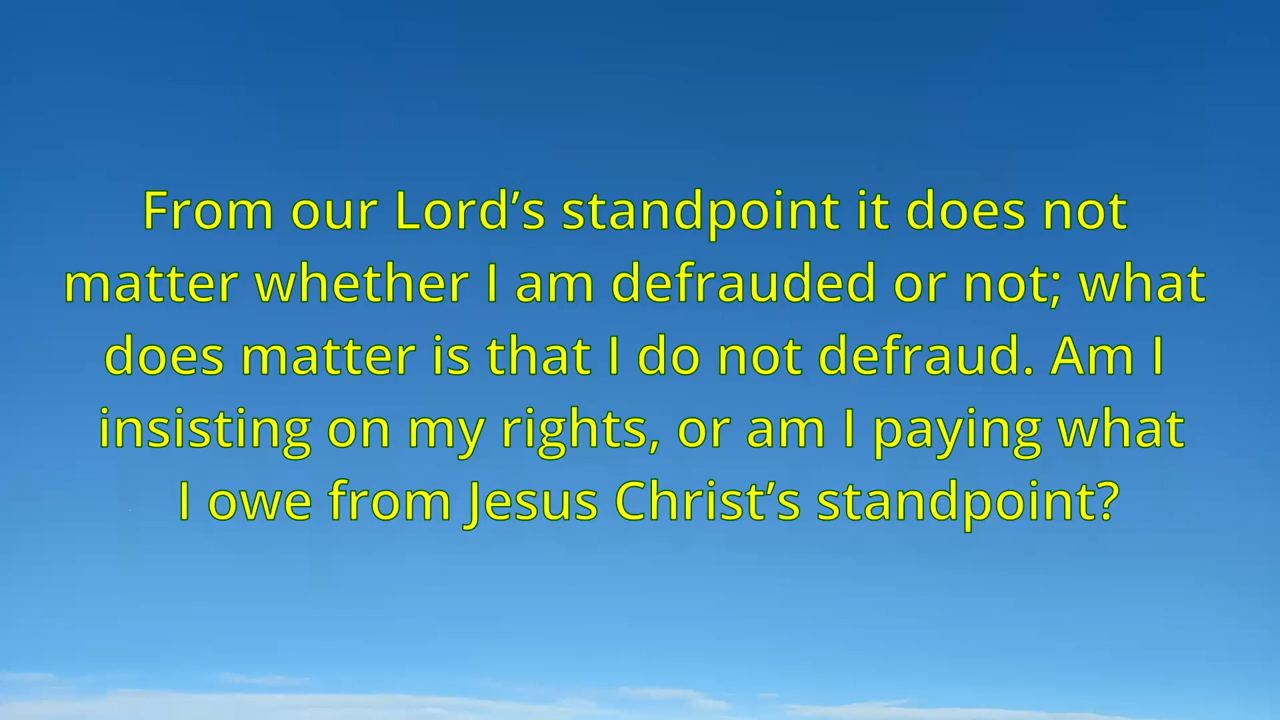 From our Lord’s standpoint it does not
matter whether I am defrauded or not; what
does matter is that I do not defraud. Am I
insisting on my rights, or am I paying what
I owe from Jesus Christ’s standpoint?